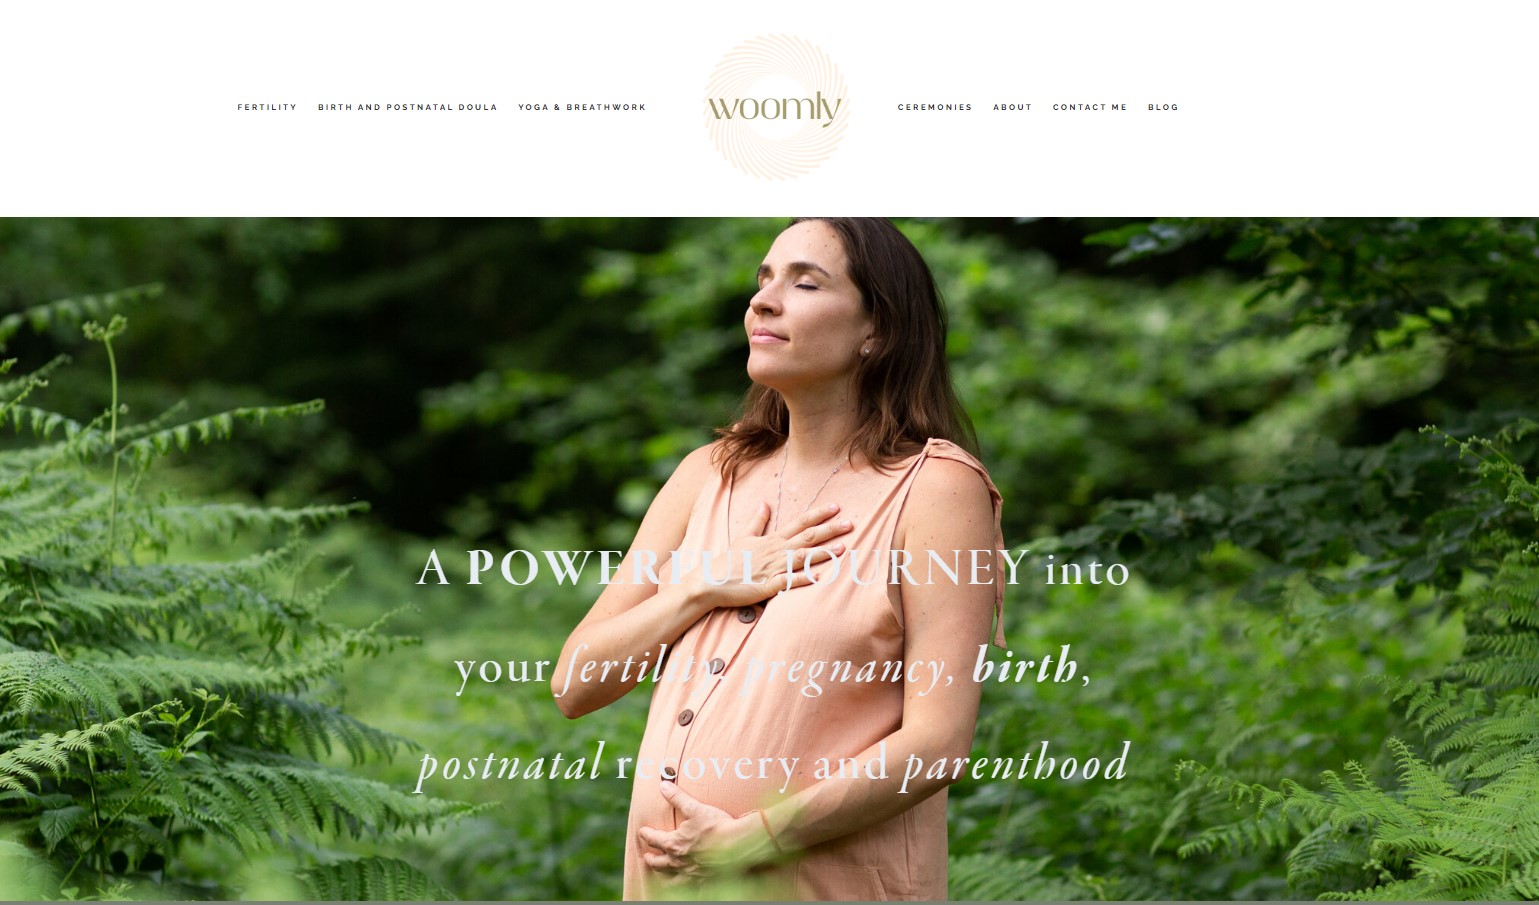 FERTILITY
BIRTH AND POSTNATAL DOULA
YOGA & BREATHWORK
woomly
CEREMONIES
ABOUT
CONTACT ME
BLOG
A POWERFUL JOURNEY into
your fertility, pregnancy, birth,
postnatal recovery and parenthood